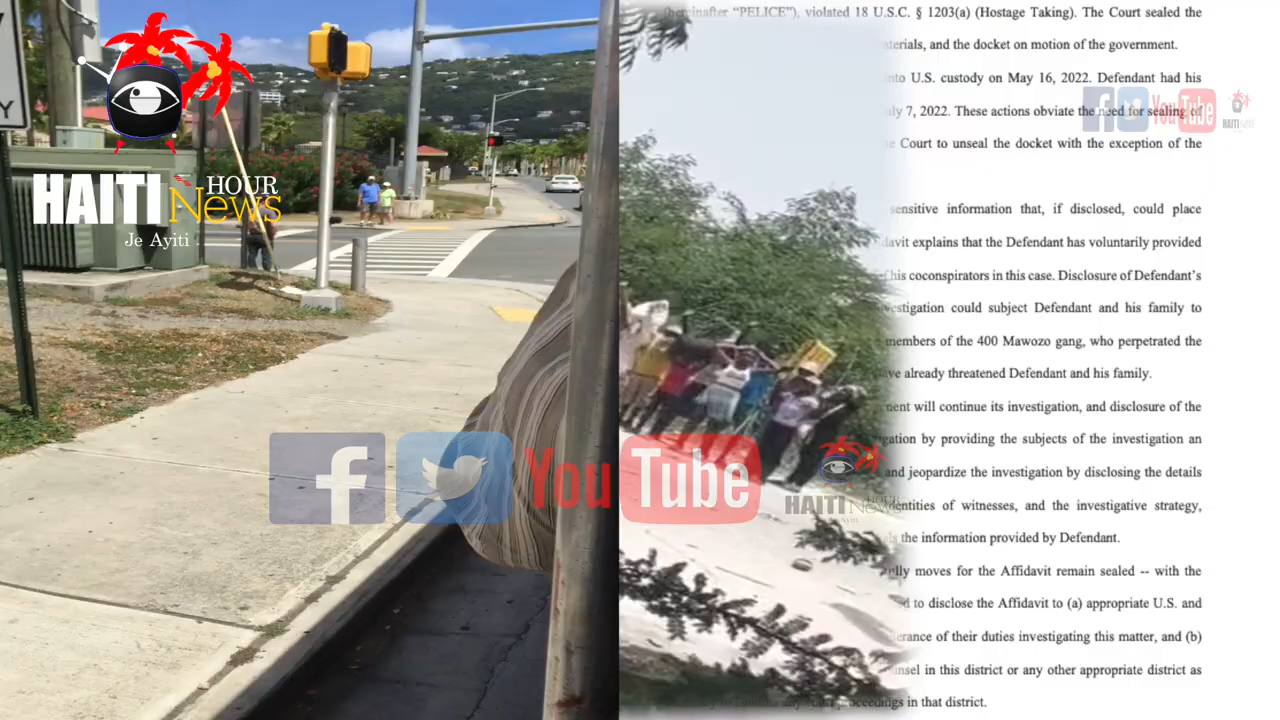 Y
HAITI HOUR
News
Je Ayiti
(hereinafter “PELICE”), violated 18 U.S.C. § 1203(a) (Hostage Taking). The Court sealed the
and the docket on motion of the government.
into U.S. custody on May 16, 2022. Defendant had his
7, 2022. These actions obviate the need for sealing of
Court to unseal the docket with the exception of the
sensitive information that, if disclosed, could place
explains that the Defendant has voluntarily provided
his coconspirators in this case. Disclosure of Defendant’s
could subject Defendant and his family to
members of the 400 Mawozo gang, who perpetrated the
already threatened Defendant and his family.
will continue its investigation, and disclosure of the
by providing the subjects of the investigation an
and jeopardize the investigation by disclosing the details
identities of witnesses, and the investigative strategy,
the information provided by Defendant.
moves for the Affidavit remain sealed -- with the
to disclose the Affidavit to (a) appropriate U.S. and
of their duties investigating this matter, and (b)
in this district or any other appropriate district as
in that district.
f YouTube
HAITI HOUR
News
f YouTube
HAITI